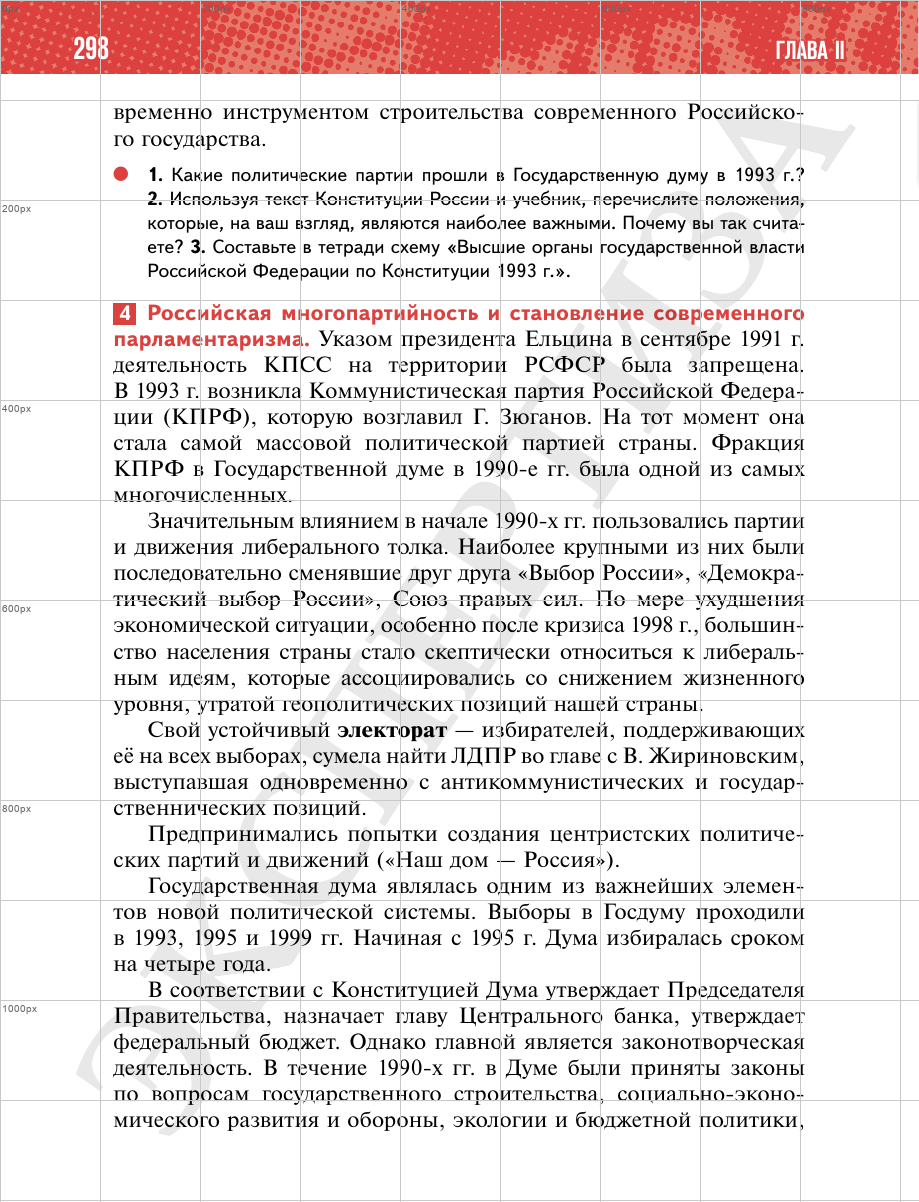 298
ГЛАВА II
временно инструментом строительства современного Российско-
го государства.
1. Какие политические партии прошли в Государственную думу в 1993 г.?
2. Используя текст Конституции России и учебник, перечислите положения,
которые, на ваш взгляд, являются наиболее важными. Почему вы так счита-
ете? 3. Составьте в тетради схему «Высшие органы государственной власти
Российской Федерации по Конституции 1993 г.».
4 Российская многопартийность и становление современного
парламентаризма. Указом президента Ельцина в сентябре 1991 г.
деятельность КПСС на территории РСФСР была запрещена.
В 1993 г. возникла Коммунистическая партия Российской Федера-
ции (КПРФ), которую возглавил Г. Зюганов. На тот момент она
стала самой массовой политической партией страны. Фракция
КПРФ в Государственной думе в 1990-е гг. была одной из самых
многочисленных.
Значительным влиянием в начале 1990-х гг. пользовались партии
и движения либерального толка. Наиболее крупными из них были
последовательно сменявшие друг друга «Выбор России», «Демокра-
тический выбор России», Союз правых сил. По мере ухудшения
экономической ситуации, особенно после кризиса 1998 г., большин-
ство населения страны стало скептически относиться к либераль-
ным идеям, которые ассоциировались со снижением жизненного
уровня, утратой геополитических позиций нашей страны.
Свой устойчивый электорат — избирателей, поддерживающих
её на всех выборах, сумела найти ЛДПР во главе с В. Жириновским,
выступавшая одновременно с антикоммунистических и государ-
ственнических позиций.
Предпринимались попытки создания центристских политиче-
ских партий и движений («Наш дом — Россия»).
Государственная дума являлась одним из важнейших элемен-
тов новой политической системы. Выборы в Госдуму проходили
в 1993, 1995 и 1999 гг. Начиная с 1995 г. Дума избиралась сроком
на четыре года.
В соответствии с Конституцией Дума утверждает Председателя
Правительства, назначает главу Центрального банка, утверждает
федеральный бюджет. Однако главной является законотворческая
деятельность. В течение 1990-х гг. в Думе были приняты законы
по вопросам государственного строительства, социально-эконо-
мического развития и обороны, экологии и бюджетной политики,
ЭКСПЕРТИЗА
200px
400px
600px
800px
1000px